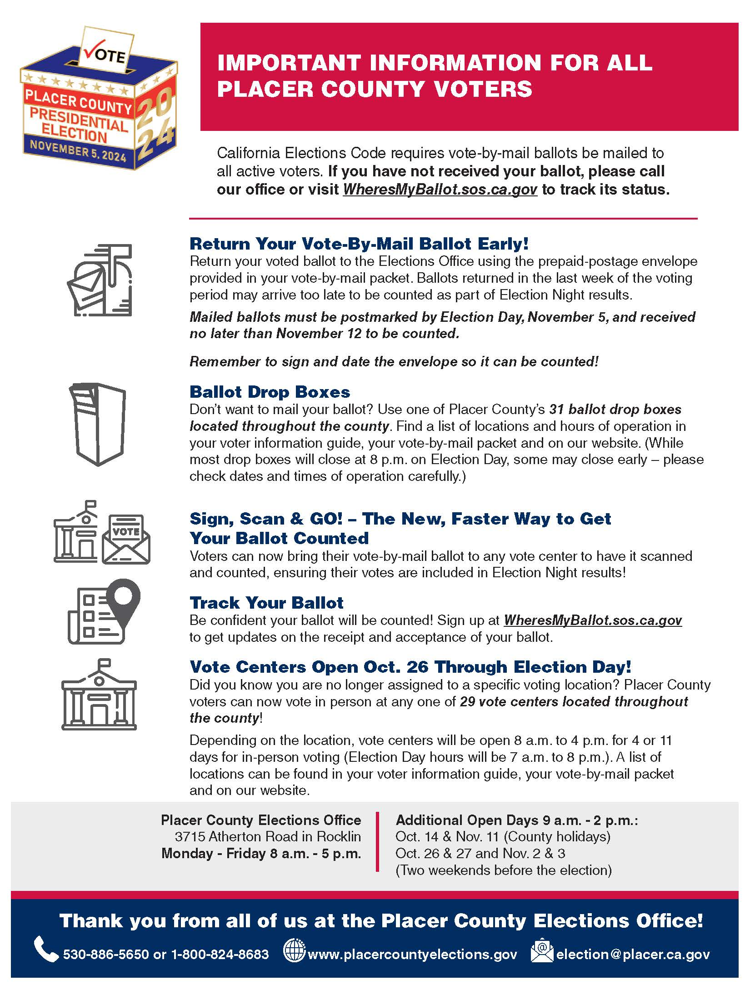 VOTE
PLACER COUNTY
PRESIDENTIAL
ELECTION
NOVEMBER 5, 2024
20
24
IMPORTANT INFORMATION FOR ALL
PLACER COUNTY VOTERS
California Elections Code requires vote-by-mail ballots be mailed to
all active voters. If you have not received your ballot, please call
our office or visit WheresMyBallot.sos.ca.gov to track its status.
Return Your Vote-By-Mail Ballot Early!
Return your voted ballot to the Elections Office using the prepaid-postage envelope
provided in your vote-by-mail packet. Ballots returned in the last week of the voting
period may arrive too late to be counted as part of Election Night results.
Mailed ballots must be postmarked by Election Day, November 5, and received
no later than November 12 to be counted.
Remember to sign and date the envelope so it can be counted!
Ballot Drop Boxes
Don't want to mail your ballot? Use one of Placer County's 31 ballot drop boxes
located throughout the county. Find a list of locations and hours of operation in
your voter information guide, your vote-by-mail packet and on our website. (While
most drop boxes will close at 8 p.m. on Election Day, some may close early – please
check dates and times of operation carefully.)
VOTE
Sign, Scan & GO! – The New, Faster Way to Get
Your Ballot Counted
Voters can now bring their vote-by-mail ballot to any vote center to have it scanned
and counted, ensuring their votes are included in Election Night results!
Track Your Ballot
Be confident your ballot will be counted! Sign up at WheresMyBallot.sos.ca.gov
to get updates on the receipt and acceptance of your ballot.
Vote Centers Open Oct. 26 Through Election Day!
Did you know you are no longer assigned to a specific voting location? Placer County
voters can now vote in person at any one of 29 vote centers located throughout
the county!
Depending on the location, vote centers will be open 8 a.m. to 4 p.m. for 4 or 11
days for in-person voting (Election Day hours will be 7 a.m. to 8 p.m.). A list of
locations can be found in your voter information guide, your vote-by-mail packet
and on our website.
Placer County Elections Office
3715 Atherton Road in Rocklin
Monday - Friday 8 a.m. - 5 p.m.
Additional Open Days 9 a.m. - 2 p.m.:
Oct. 14 & Nov. 11 (County holidays)
Oct. 26 & 27 and Nov. 2 & 3
(Two weekends before the election)
Thank you from all of us at the Placer County Elections Office!
530-886-5650 or 1-800-824-8683
www.placercountyelections.gov
@
election@placer.ca.gov